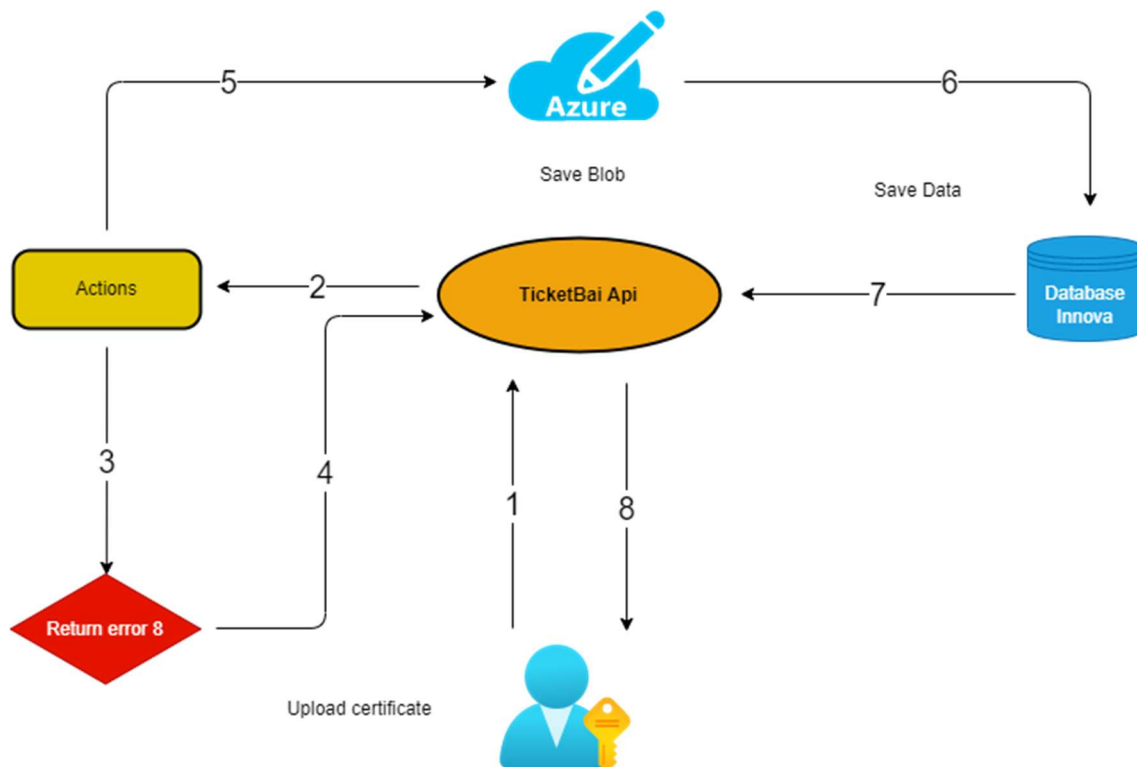 5
Azure
6
Save Blob
Save Data
Actions
2
TicketBai Api
7
Database
Innova
3
4
1
8
Return error 8
Upload certificate